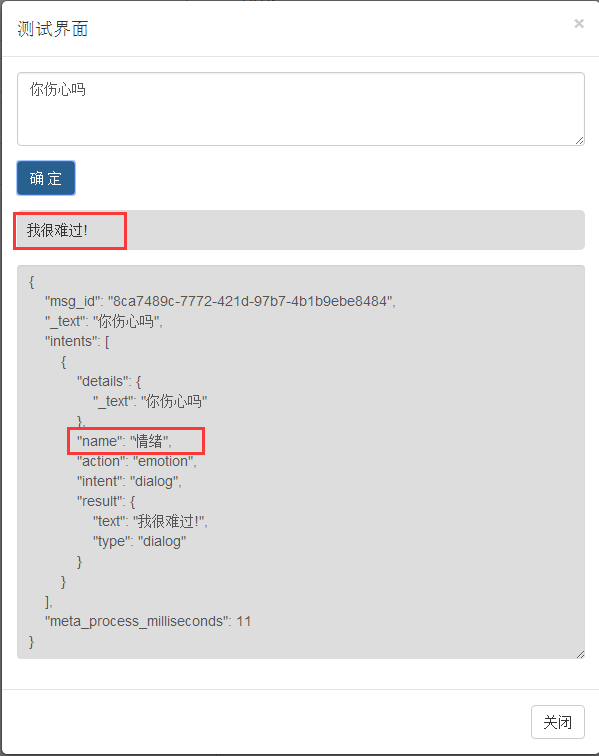 测试界面
×
你伤心吗
确 定
我很难过!
{
"msg_id": "8ca7489c-7772-421d-97b7-4b1b9ebe8484",
"_text": "你伤心吗",
"intents": [
{
"details": {
"_text": "你伤心吗"
},
"name": "情绪",
"action": "emotion",
"intent": "dialog",
"result": {
"text": "我很难过!",
"type": "dialog"
}
}
],
"meta_process_milliseconds": 11
}
关闭